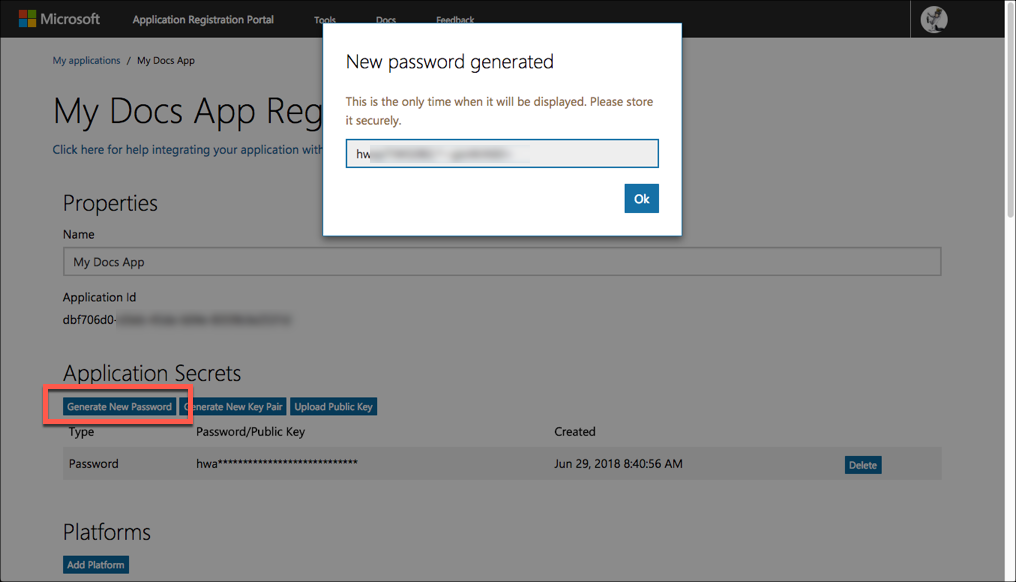 Microsoft Application Registration Portal Tools Docs Feedback
My applications / My Docs App
My Docs App Reg
Click here for help integrating your application with
New password generated
This is the only time when it will be displayed. Please store
it securely.
hw
Ok
Properties
Name
My Docs App
Application Id
dbf706d0-
Application Secrets
Generate New Password Generate New Key Pair Upload Public Key
Type Password/Public Key Created
Password hwa**************************** Jun 29, 2018 8:40:56 AM Delete
Platforms
Add Platform